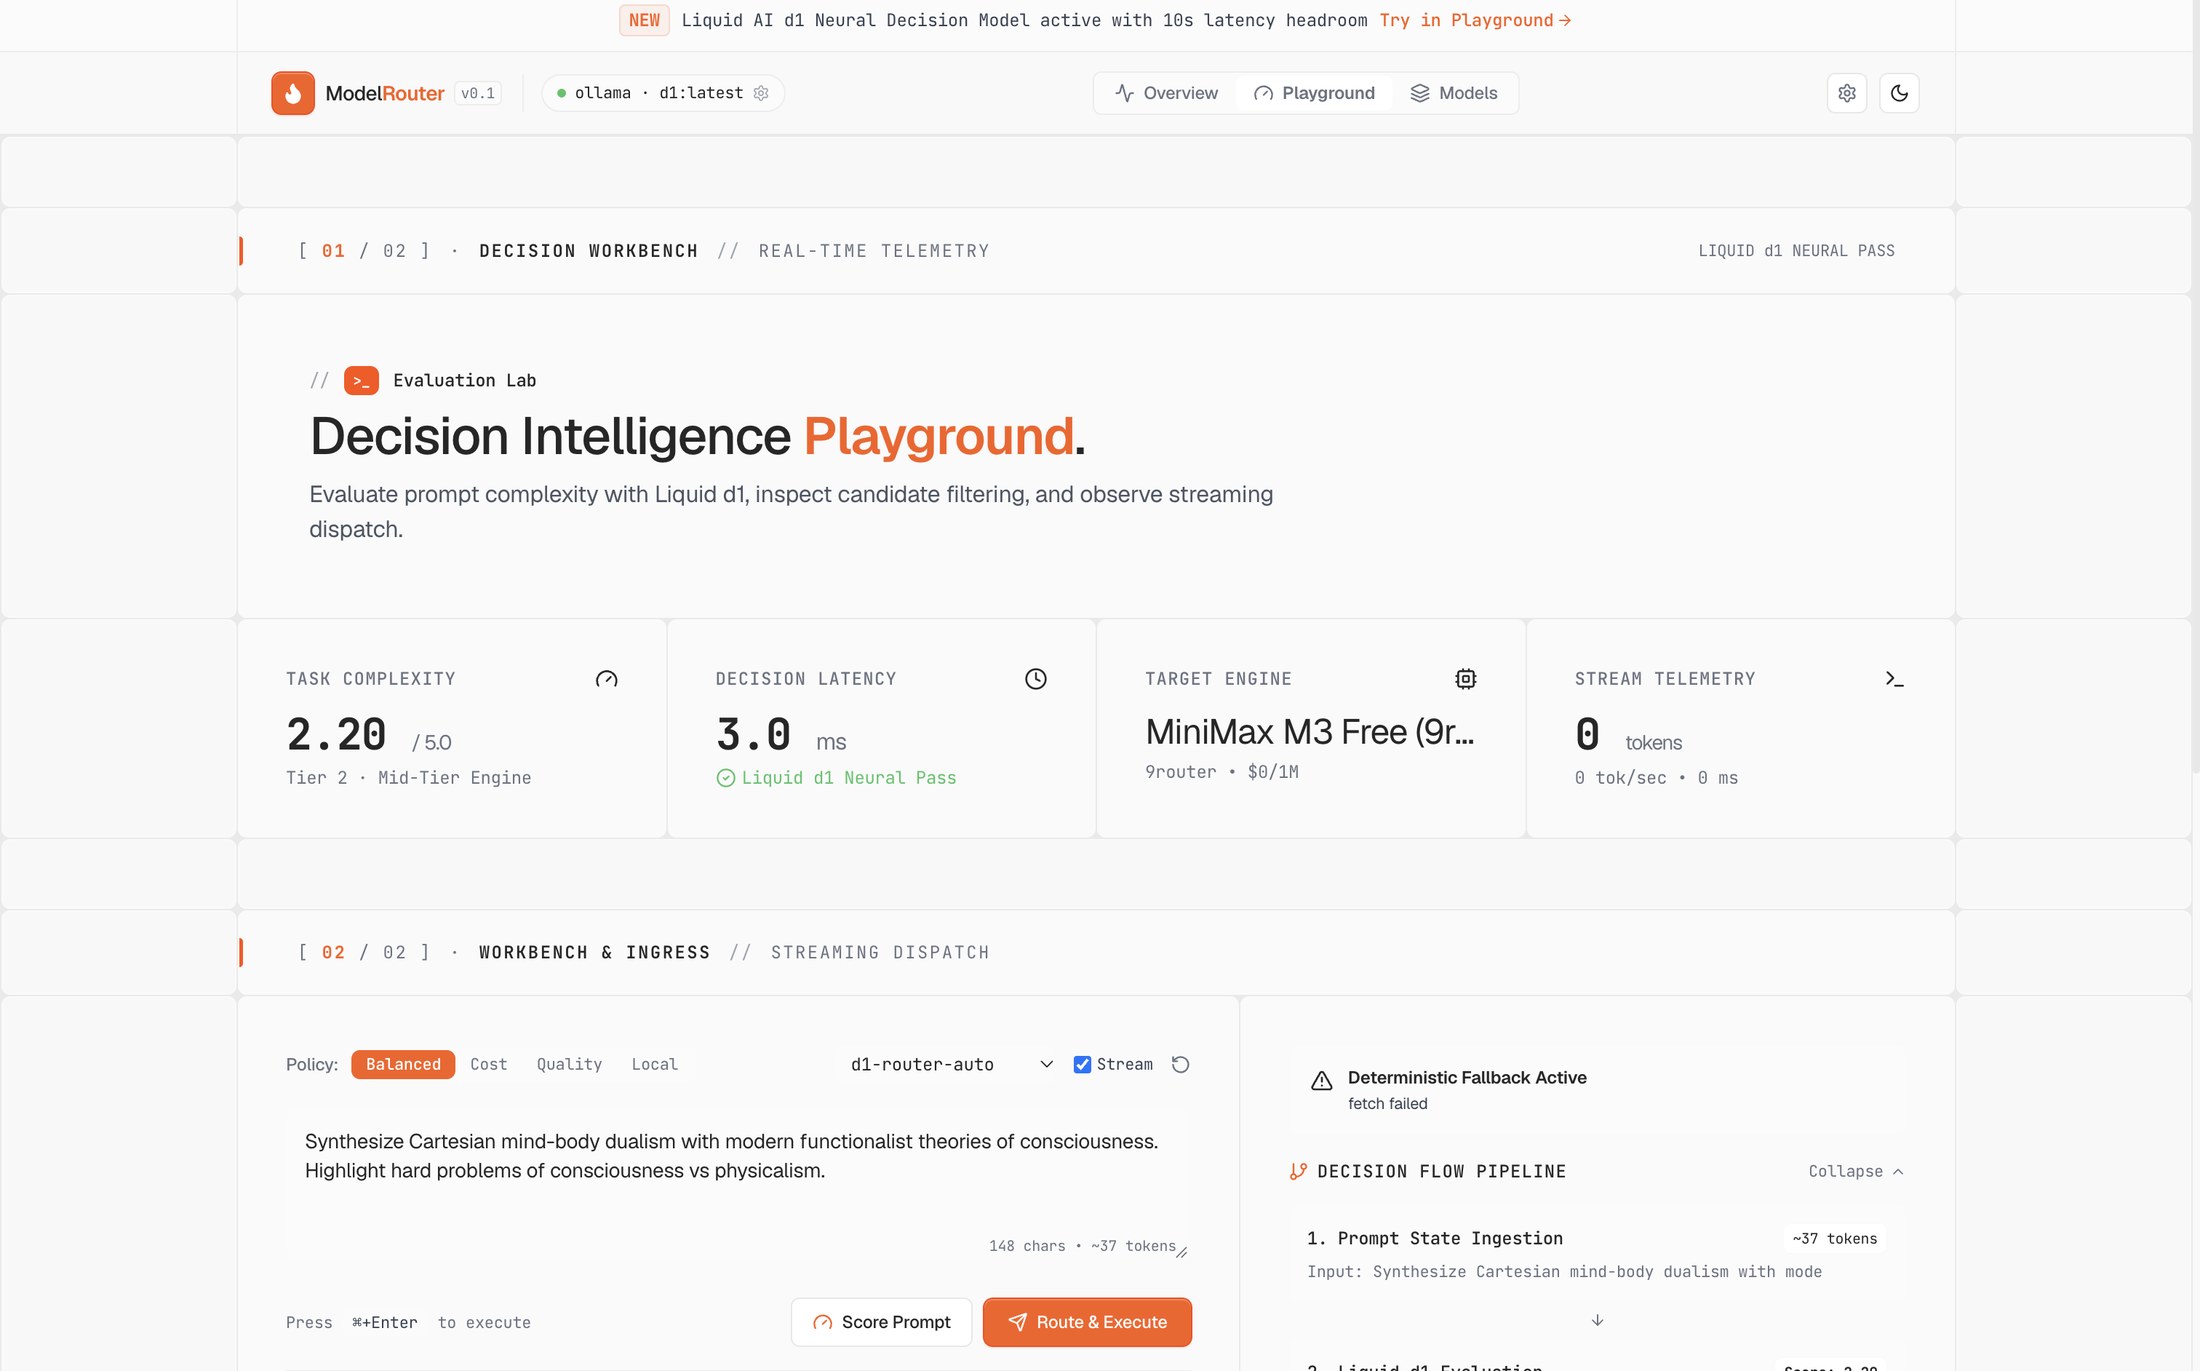 NEW Liquid AI d1 Neural Decision Model active with 10s latency headroom Try in Playground →
ModelRouter v0.1 ollama · d1:latest Overview Playground Models
[ 01 / 02 ] · DECISION WORKBENCH // REAL-TIME TELEMETRY LIQUID d1 NEURAL PASS
// >_ Evaluation Lab
Decision Intelligence Playground.
Evaluate prompt complexity with Liquid d1, inspect candidate filtering, and observe streaming
dispatch.
TASK COMPLEXITY
2.20 / 5.0
Tier 2 · Mid-Tier Engine
DECISION LATENCY
3.0 ms
Liquid d1 Neural Pass
TARGET ENGINE
MiniMax M3 Free (9r...
9router • $0/1M
STREAM TELEMETRY
0 tokens
0 tok/sec • 0 ms
[ 02 / 02 ] · WORKBENCH & INGRESS // STREAMING DISPATCH
Policy: Balanced Cost Quality Local d1-router-auto Stream
Synthesize Cartesian mind-body dualism with modern functionalist theories of consciousness.
Highlight hard problems of consciousness vs physicalism.
148 chars • ~37 tokens
Press ⌘+Enter to execute Score Prompt Route & Execute
Deterministic Fallback Active
fetch failed
DECISION FLOW PIPELINE Collapse
1. Prompt State Ingestion ~37 tokens
Input: Synthesize Cartesian mind-body dualism with mode
↓
2. Liquid d1 Evaluation Score: 2.20